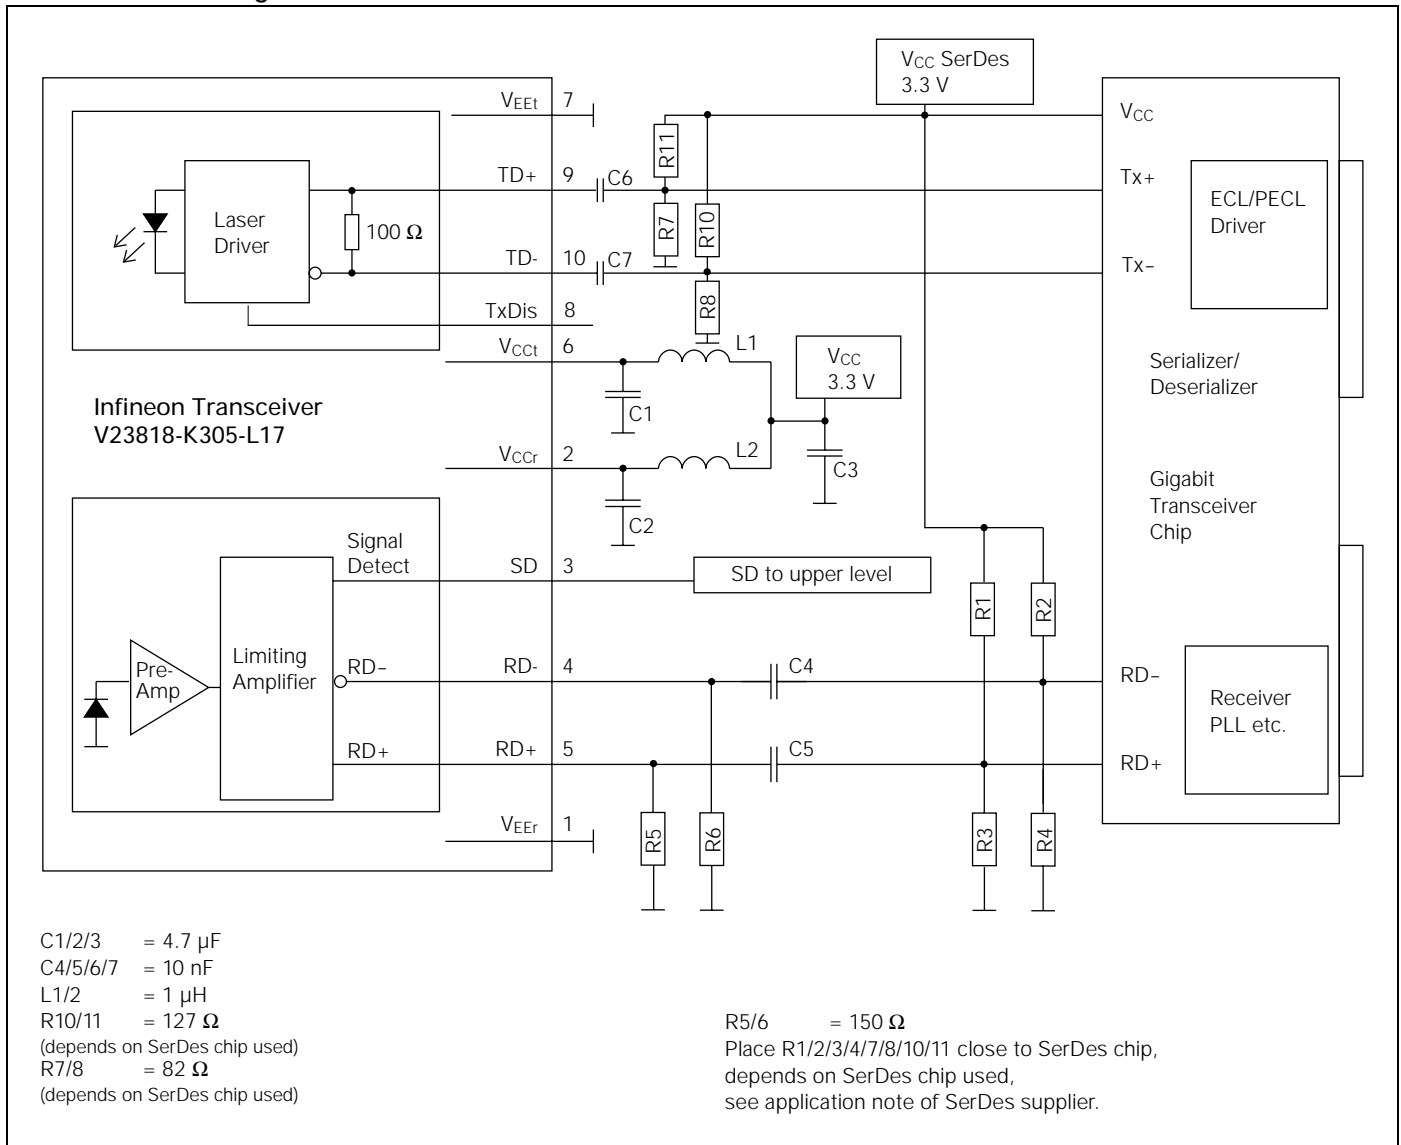 VCC SerDes
3.3 V
VEEt 7
VCC
R11
TD+ 9 C6
Tx+
Laser
Driver
100 Ω
R7
R10
ECL/PECL
Driver
TD- 10 C7
Tx−
TxDis 8
R8
VCCt 6
L1
VCC
3.3 V
Serializer/
Deserializer
Infineon Transceiver
V23818-K305-L17
C1
VCCr 2
L2
C3
C2
Gigabit
Transceiver
Chip
Signal
Detect
SD 3
SD to upper level
R1
R2
Pre-
Amp
Limiting
Amplifier
RD−
RD- 4
C4
RD−
Receiver
PLL etc.
RD+
RD+ 5
C5
RD+
VEEr 1
R5
R6
R3
R4
C1/2/3 = 4.7 µF
C4/5/6/7 = 10 nF
L1/2 = 1 µH
R10/11 = 127 Ω
(depends on SerDes chip used)
R7/8 = 82 Ω
(depends on SerDes chip used)
R5/6 = 150 Ω
Place R1/2/3/4/7/8/10/11 close to SerDes chip,
depends on SerDes chip used,
see application note of SerDes supplier.